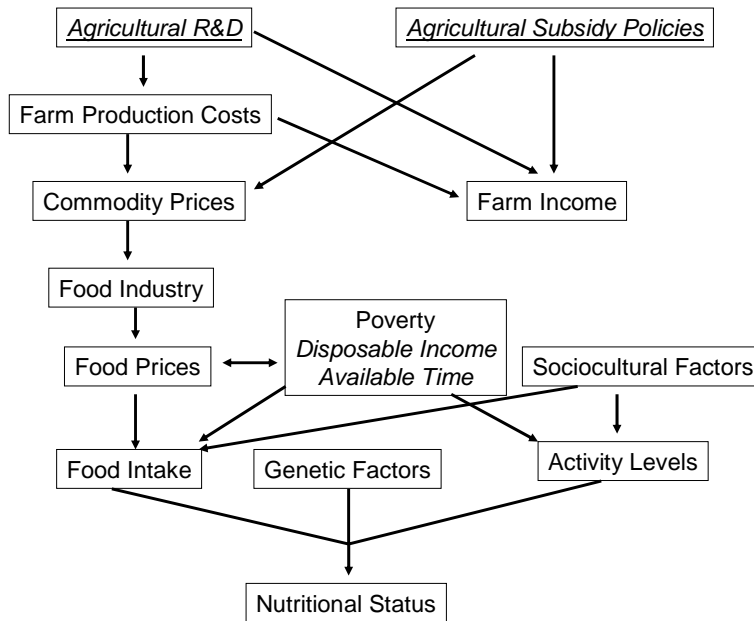 Agricultural R&D
Agricultural Subsidy Policies
Farm Production Costs
Commodity Prices
Farm Income
Food Industry
Poverty
Disposable Income
Available Time
Food Prices
Sociocultural Factors
Food Intake
Genetic Factors
Activity Levels
Nutritional Status